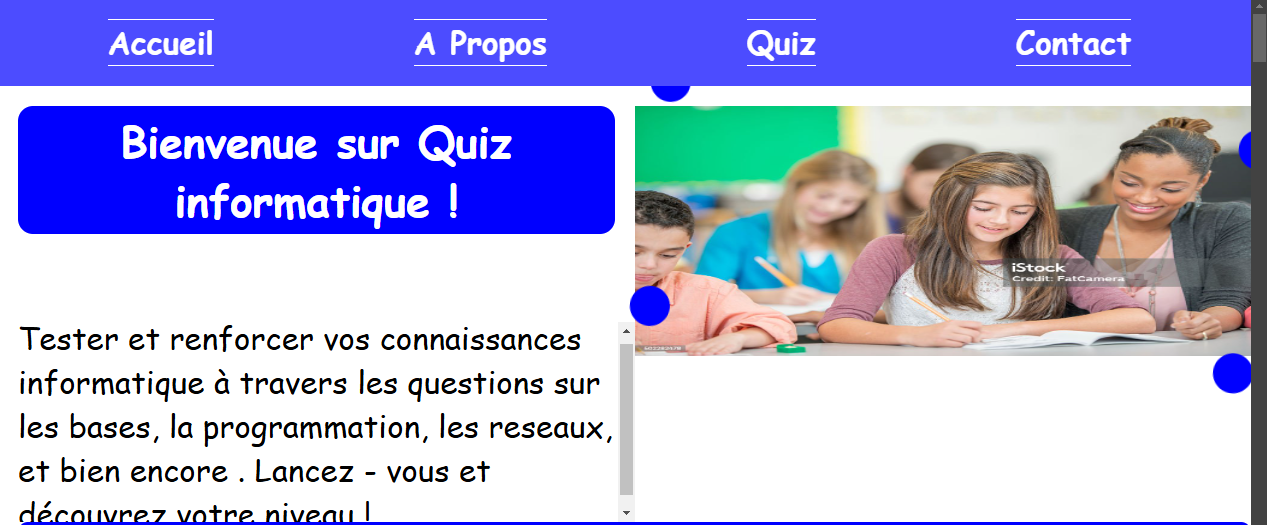 Accueil
A Propos
Quiz
Contact
Bienvenue sur Quiz
informatique !
iStock
Credit: FatCamera
Tester et renforcer vos connaissances
informatique à travers les questions sur
les bases, la programmation, les reseaux,
et bien encore . Lancez - vous et
découvrez votre niveau !